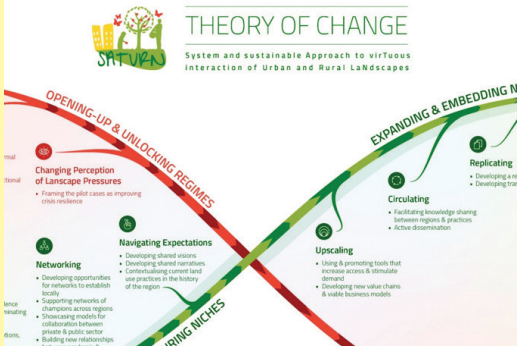 SATURN
THEORY OF CHANGE
System and sustainable Approach to virTuous
interaction of Urban and Rural LaNdscapes
OPENING-UP & UNLOCKING REGIMES
Changing Perception
of Lanscape Pressures
• Framing the pilot cases as improving
crisis resilience
Navigating Expectations
• Developing shared visions
• Developing shared narratives
• Contextualising current land
use practices in the history
of the region
Networking
• Developing opportunities
for networks to establish
locally
• Supporting networks of
champions across regions
• Showcasing models for
collaboration between
private & public sector
• Building new relationships
EXPANDING & EMBEDDING N
Replicating
• Developing a re
• Developing tran
Circulating
• Facilitating knowledge sharing
between regions & practices
• Active dissemination
Upscaling
• Using & promoting tools that
increase access & stimulate
demand
• Developing new value chains
& viable business models
URING NICHES